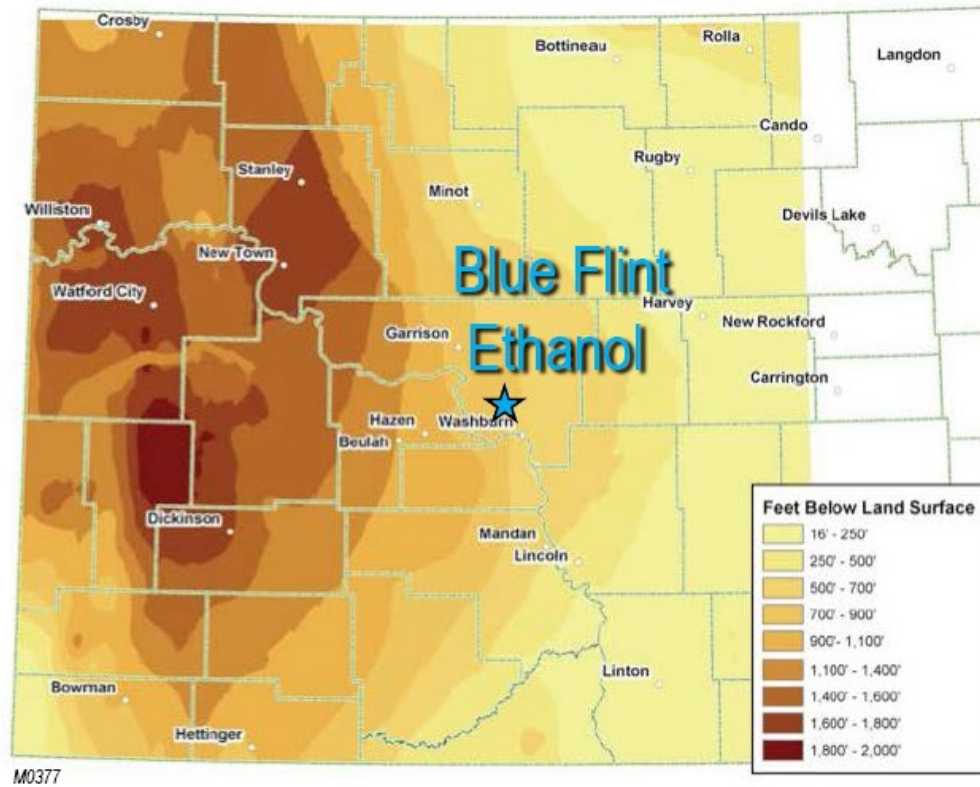 Crosby
Bottineau
Rolla
Langdon
Cando
Rugby
Stanley
Minot
Williston
Devils Lake
New Town
Blue Flint
Ethanol
Watford City
Harvey
Garrison
New Rockford
Carrington
Hazen
Washburn
Beulah
Dickinson
Mandan
Lincoln
Linton
Bowman
Hettinger
Feet Below Land Surface
16' - 250'
250' - 500'
500' - 700'
700' - 900'
900'- 1,100'
1,100' - 1,400'
1,400' - 1,600'
1,600' - 1,800'
1,800' - 2,000'
M0377